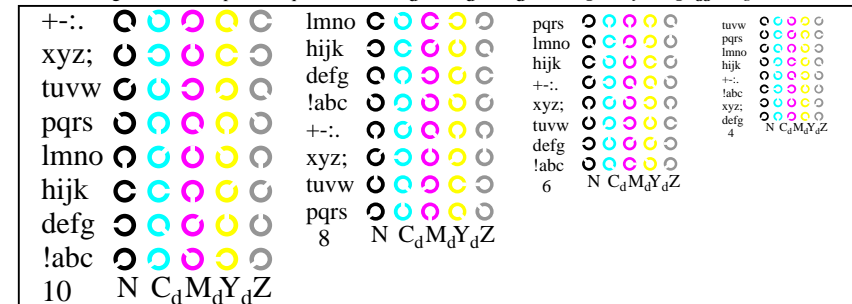 +-:.
xyz;
tuvw
pqrs
lmno
hijk
defg
!abc
10 N CdMdYdZ
lmno
hijk
defg
!abc
+-:.
xyz;
tuvw
pqrs
8 N CdMdYdZ
pqrs
lmno
hijk
+-:.
xyz;
tuvw
defg
!abc
6 N CdMdYdZ
tuvw
pqrs
lmno
hijk
+-:.
!abc
xyz;
defg
4 N CdMdYdZ